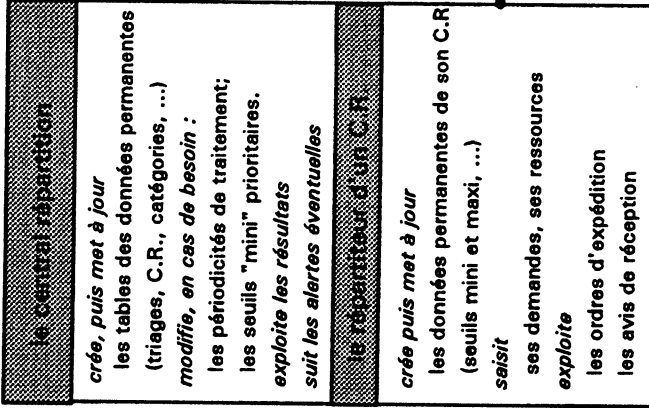 le central répartition
crée, puis met à jour
les tables des données permanentes
(triages, C.R., catégories, ...)
modifie, en cas de besoin :
les périodicités de traitement;
les seuils "mini" prioritaires.
exploite les résultats
suit les alertes éventuelles
le répartiteur d'un C.R.
crée puis met à jour
les données permanentes de son C.R.
(seuils mini et maxi, ...)
saisit
ses demandes, ses ressources
exploite
les ordres d'expédition
les avis de réception